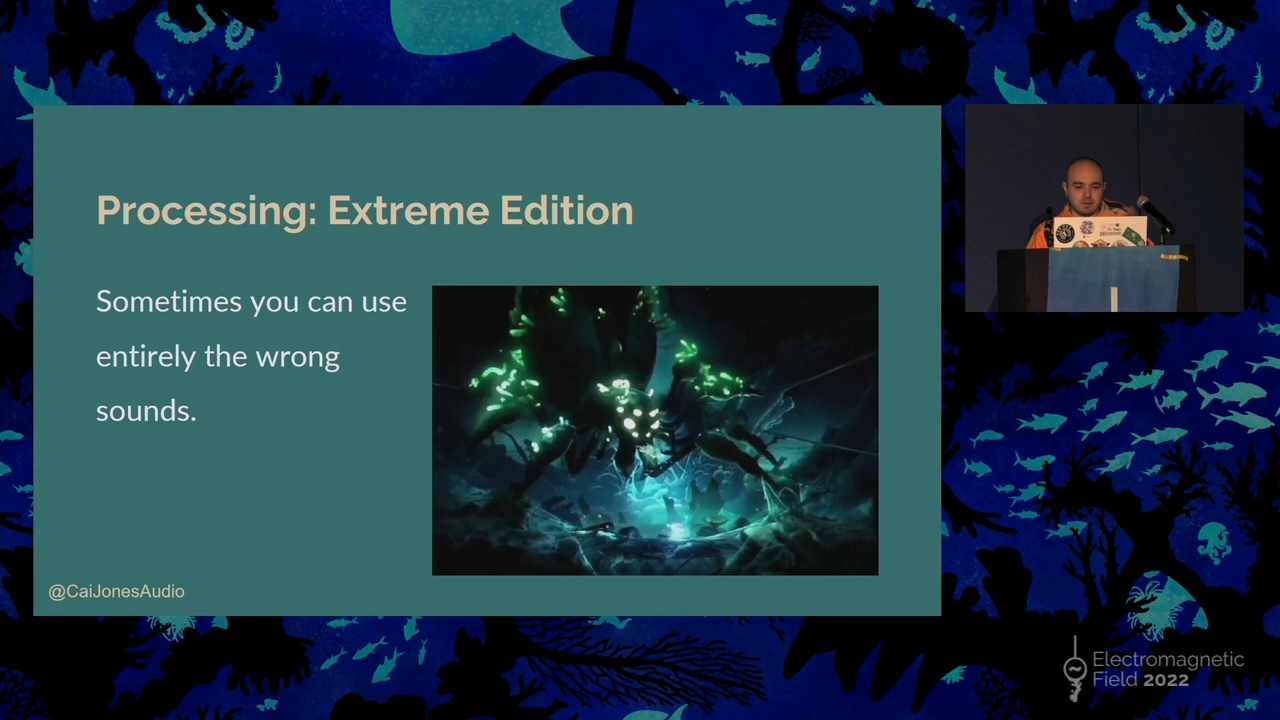 Processing: Extreme Edition
Sometimes you can use
entirely the wrong
sounds.
@CaiJonesAudio
Electromagnetic
Field 2022